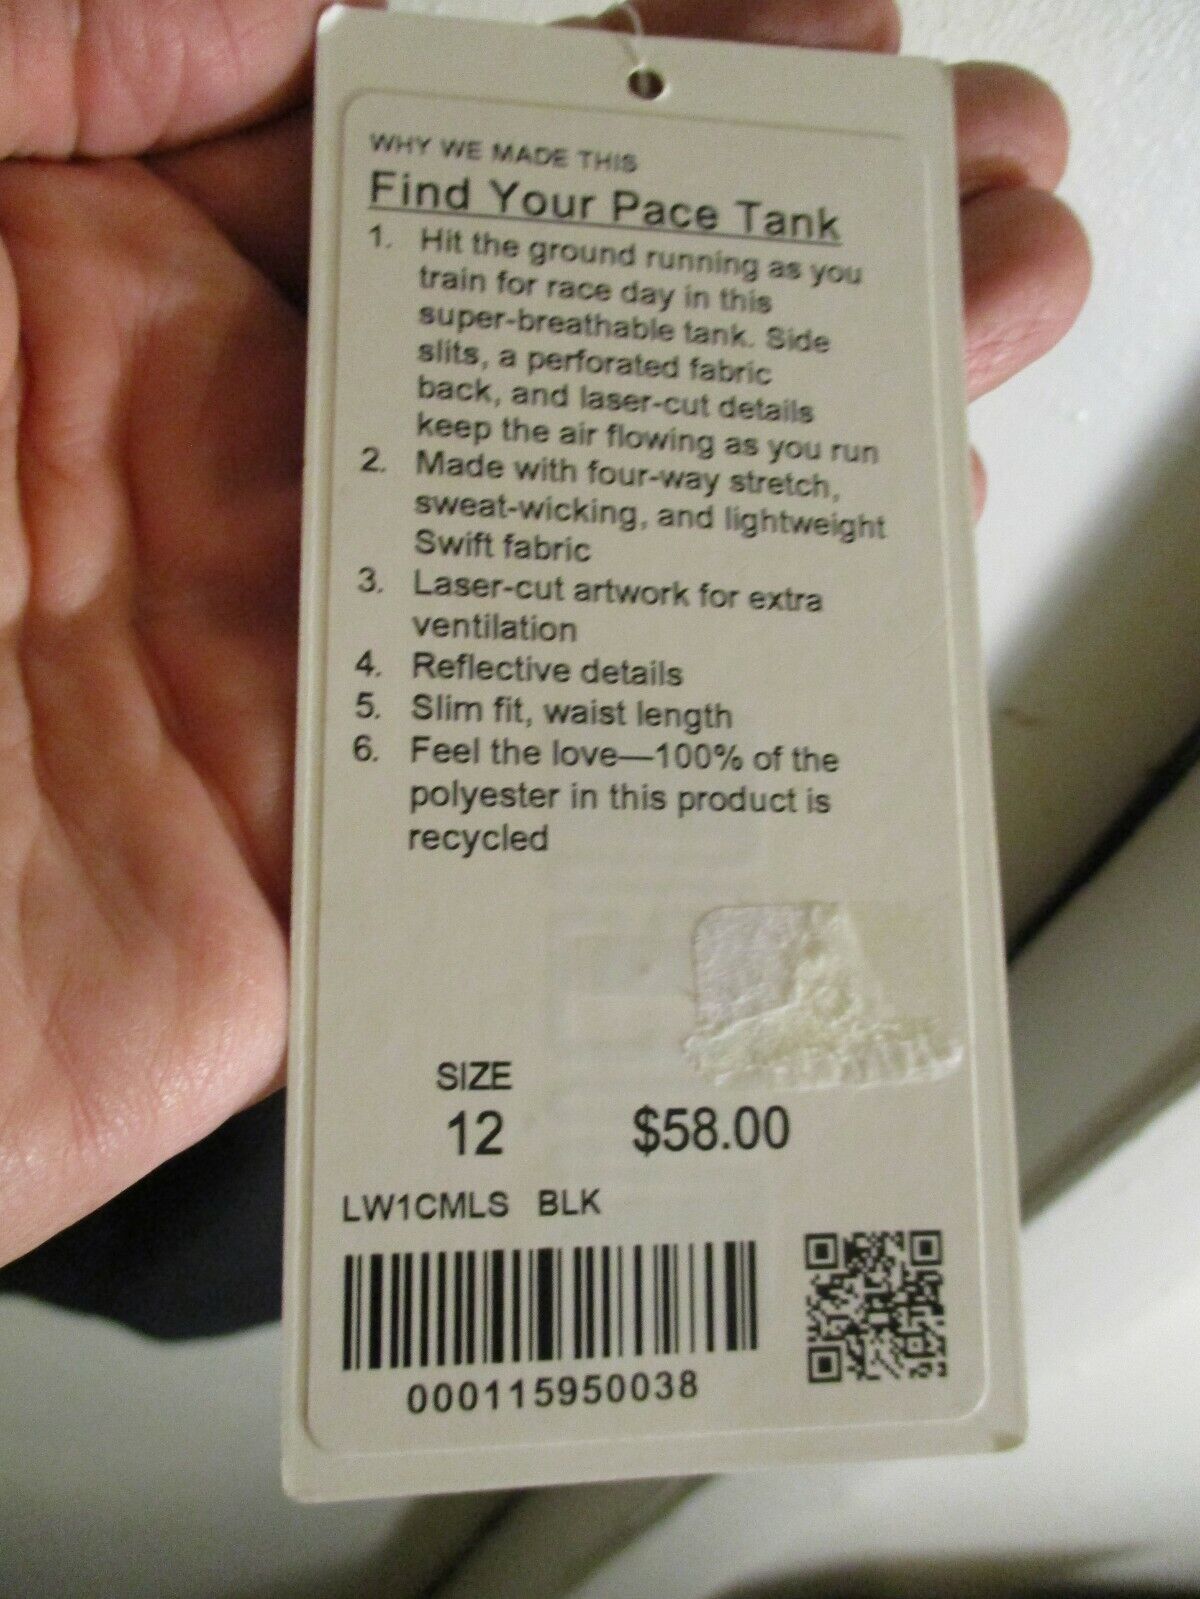 WHY WE MADE THIS
Find Your Pace Tank
1. Hit the ground running as you
train for race day in this
super-breathable tank. Side
slits, a perforated fabric
back, and laser-cut details
keep the air flowing as you run
2. Made with four-way stretch,
sweat-wicking, and lightweight
Swift fabric
3. Laser-cut artwork for extra
ventilation
4. Reflective details
5. Slim fit, waist length
6. Feel the love—100% of the
polyester in this product is
recycled
SIZE
12 $58.00
LW1CMLS BLK
000115950038